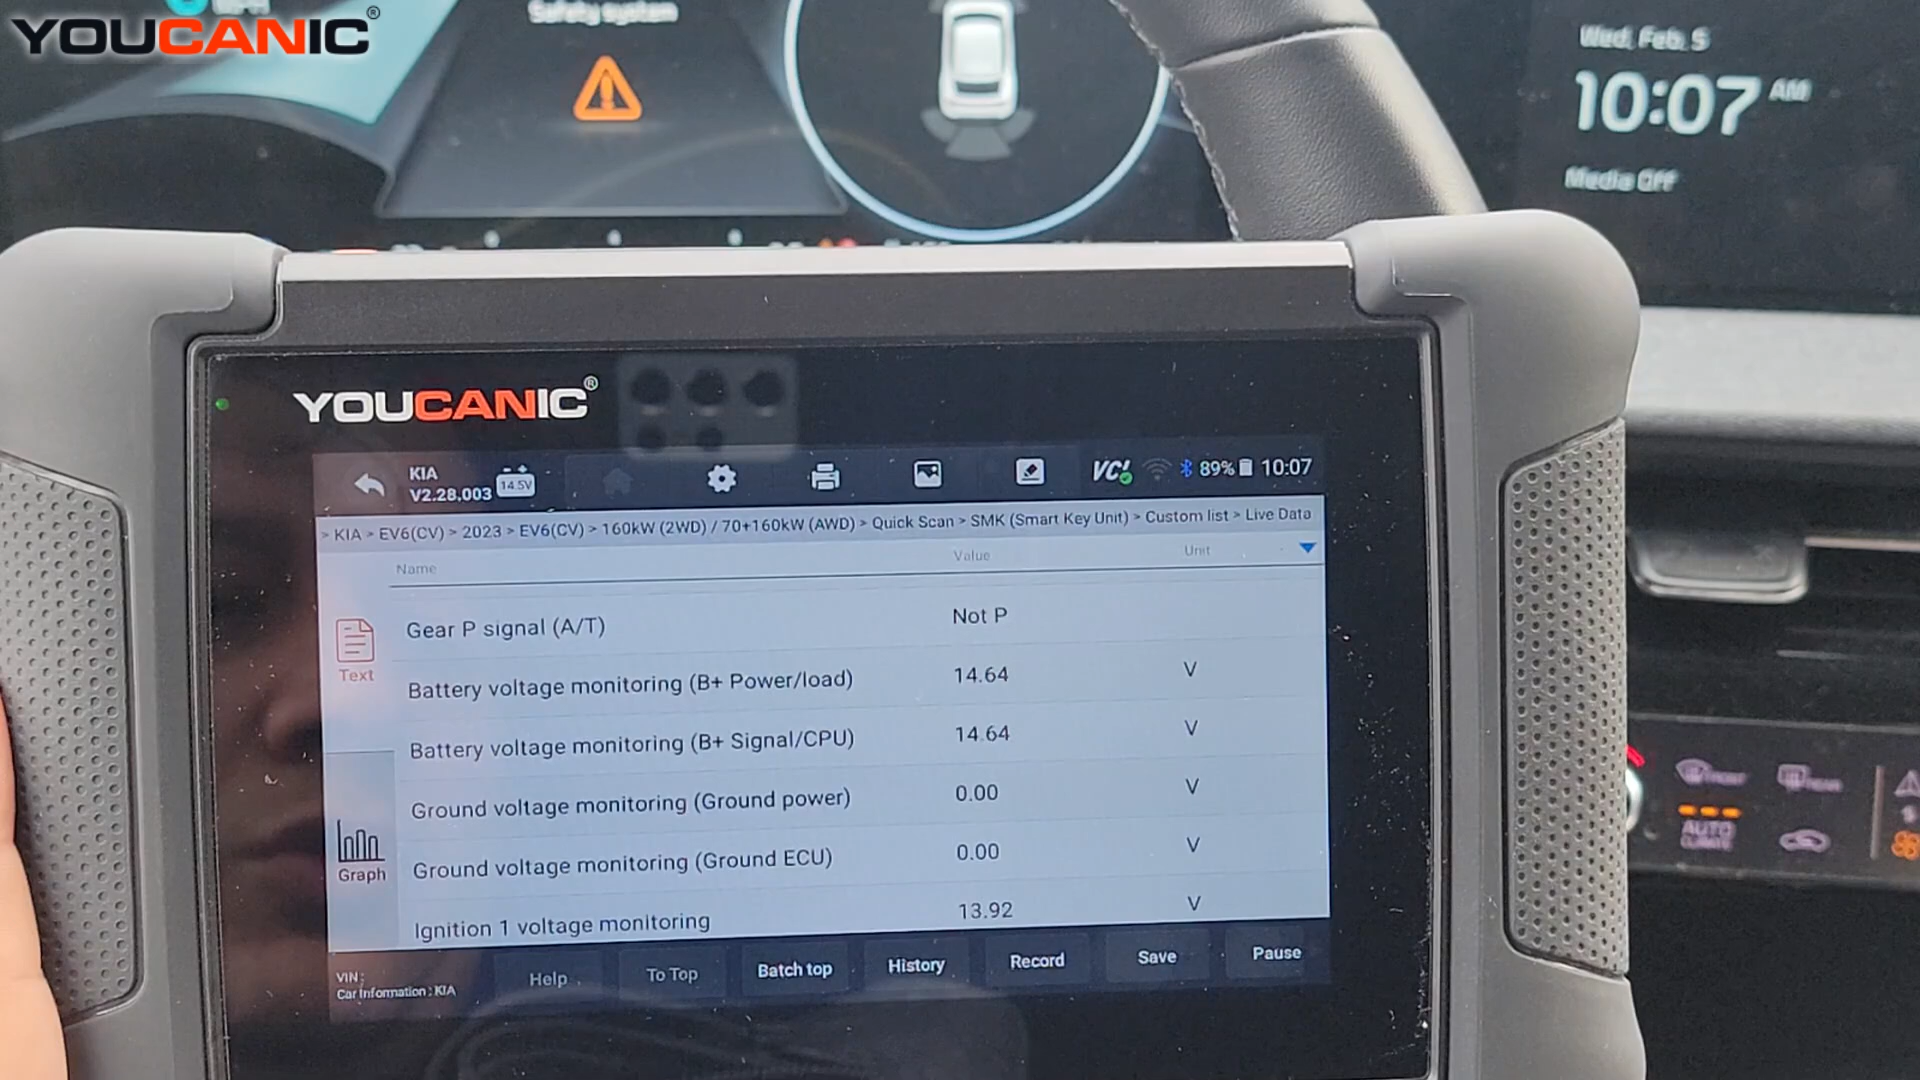 YOUCANIC®
Safety system
Wed, Feb. 5
10:07 AM
Media Off
YOUCANIC®
KIA
V2.28.003
14.5V
VCI
89%
10:07
> KIA > EV6(CV) > 2023 > EV6(CV) > 160kW (2WD) / 70+160kW (AWD) > Quick Scan > SMK (Smart Key Unit) > Custom list > Live Data
Name Value Unit
Gear P signal (A/T) Not P
Battery voltage monitoring (B+ Power/load) 14.64 V
Battery voltage monitoring (B+ Signal/CPU) 14.64 V
Ground voltage monitoring (Ground power) 0.00 V
Ground voltage monitoring (Ground ECU) 0.00 V
Ignition 1 voltage monitoring 13.92 V
Text
Graph
VIN :
Car Information : KIA
Help
To Top
Batch top
History
Record
Save
Pause
FRONT
REAR
AUTO
CLIMATE